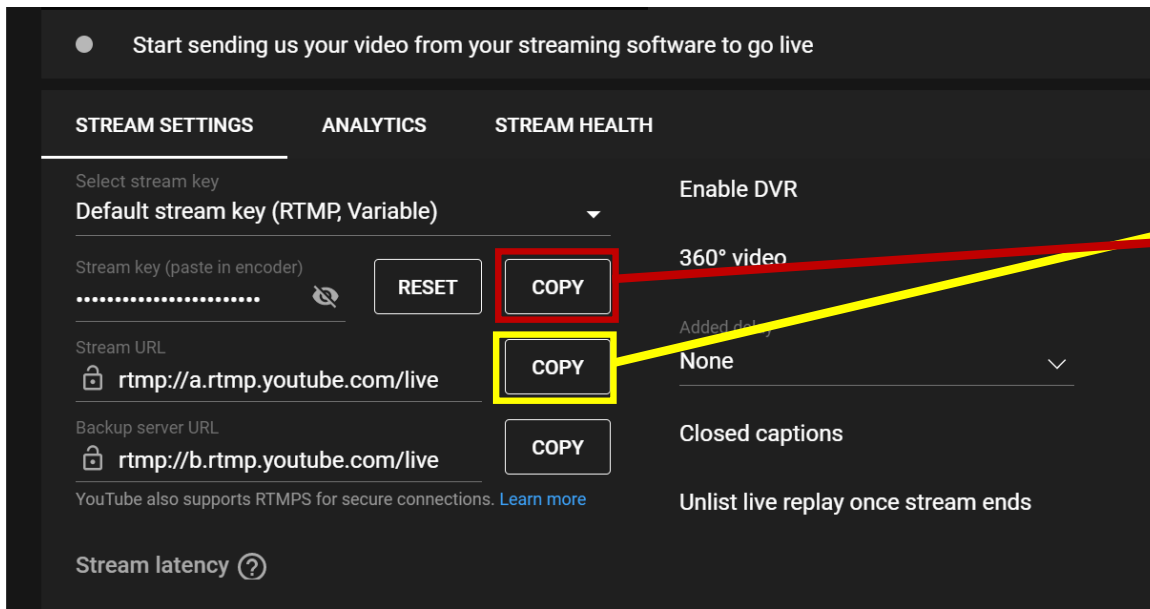 Start sending us your video from your streaming software to go live
STREAM SETTINGS
ANALYTICS
STREAM HEALTH
Select stream key
Default stream key (RTMP, Variable)
Stream key (paste in encoder)
••••••••••••••••••••••••
RESET
COPY
Stream URL
rtmp://a.rtmp.youtube.com/live
COPY
Backup server URL
rtmp://b.rtmp.youtube.com/live
COPY
YouTube also supports RTMPS for secure connections. Learn more
Stream latency ?
Enable DVR
360° video
Added delay
None
Closed captions
Unlist live replay once stream ends